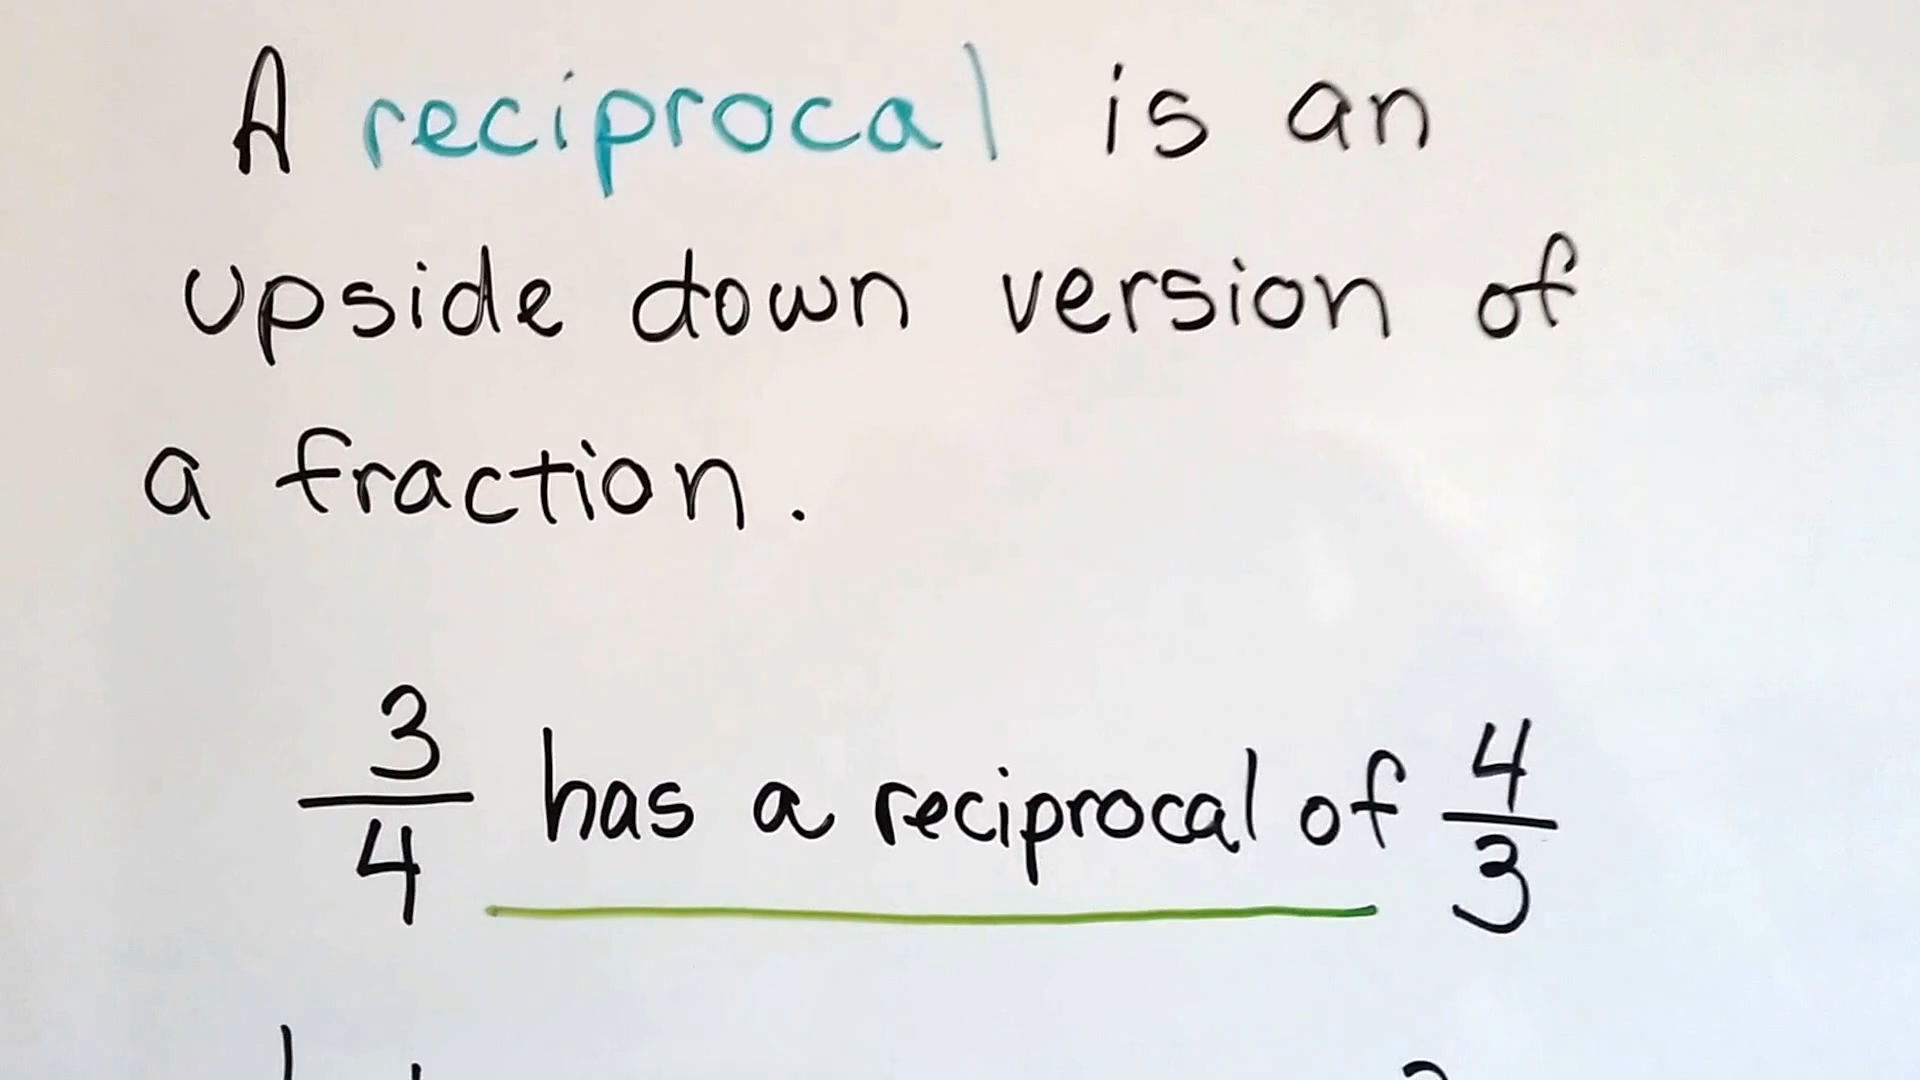 A reciprocal is an
upside down version of
a fraction.
3/4 has a reciprocal of 4/3